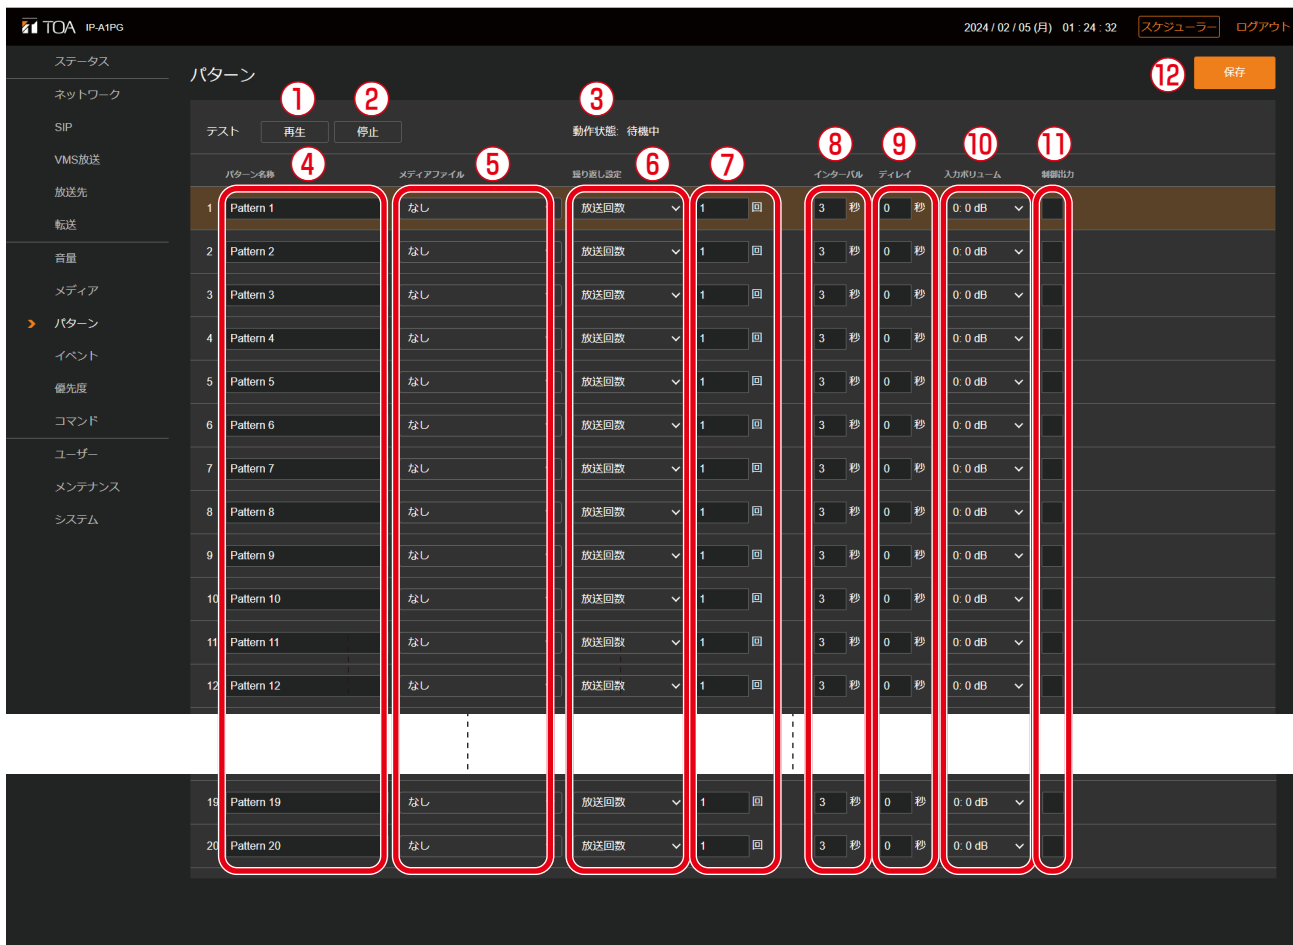 TOA IP-A1PG 2024 / 02 / 05 (月) 01 : 24 : 32 スケジューラー ログアウト
ステータス
ネットワーク
SIP
VMS放送
放送先
転送
音量
メディア
パターン
イベント
優先度
コマンド
ユーザー
メンテナンス
システム
パターン ⑫ 保存
① ② ③
テスト 再生 停止 動作状態: 待機中
④ ⑤ ⑥ ⑦ ⑧ ⑨ ⑩ ⑪
パターン名称 メディアファイル 繰り返し設定 インターバル ディレイ 入力ボリューム 制御出力
1 Pattern 1 なし 放送回数 1 回 3 秒 0 秒 0: 0 dB
2 Pattern 2 なし 放送回数 1 回 3 秒 0 秒 0: 0 dB
3 Pattern 3 なし 放送回数 1 回 3 秒 0 秒 0: 0 dB
4 Pattern 4 なし 放送回数 1 回 3 秒 0 秒 0: 0 dB
5 Pattern 5 なし 放送回数 1 回 3 秒 0 秒 0: 0 dB
6 Pattern 6 なし 放送回数 1 回 3 秒 0 秒 0: 0 dB
7 Pattern 7 なし 放送回数 1 回 3 秒 0 秒 0: 0 dB
8 Pattern 8 なし 放送回数 1 回 3 秒 0 秒 0: 0 dB
9 Pattern 9 なし 放送回数 1 回 3 秒 0 秒 0: 0 dB
10 Pattern 10 なし 放送回数 1 回 3 秒 0 秒 0: 0 dB
11 Pattern 11 なし 放送回数 1 回 3 秒 0 秒 0: 0 dB
12 Pattern 12 なし 放送回数 1 回 3 秒 0 秒 0: 0 dB
19 Pattern 19 なし 放送回数 1 回 3 秒 0 秒 0: 0 dB
20 Pattern 20 なし 放送回数 1 回 3 秒 0 秒 0: 0 dB